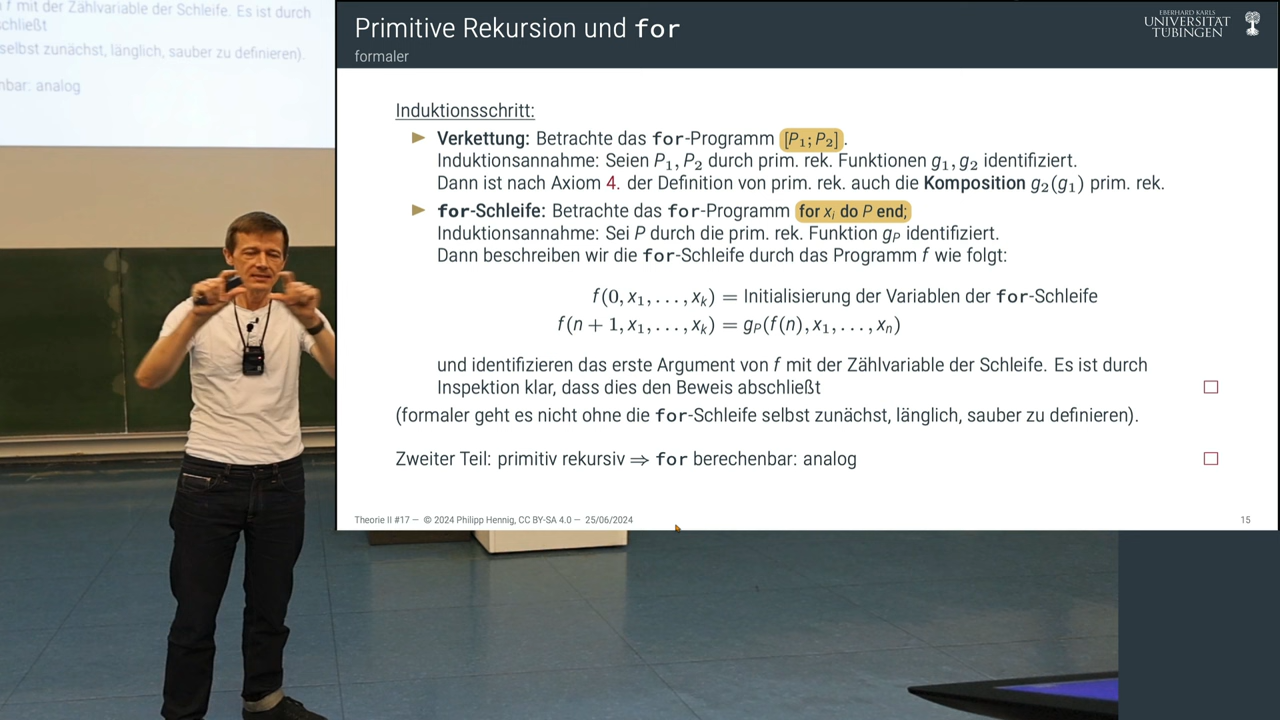 f mit der Zählvariable der Schleife. Es ist durch
schließt
selbst zunächst, länglich, sauber zu definieren).
nbar: analog
Primitive Rekursion und for
formaler
EBERHARD KARLS
UNIVERSITÄT
TÜBINGEN
Induktionsschritt:
► Verkettung: Betrachte das for-Programm [P₁; P₂].
Induktionsannahme: Seien P₁, P₂ durch prim. rek. Funktionen g₁, g₂ identifiziert.
Dann ist nach Axiom 4. der Definition von prim. rek. auch die Komposition g₂(g₁) prim. rek.
► for-Schleife: Betrachte das for-Programm for xᵢ do P end;
Induktionsannahme: Sei P durch die prim. rek. Funktion g_P identifiziert.
Dann beschreiben wir die for-Schleife durch das Programm f wie folgt:
f(0, x₁, . . . , xₖ) = Initialisierung der Variablen der for-Schleife
f(n + 1, x₁, . . . , xₖ) = g_P(f(n), x₁, . . . , xₙ)
und identifizieren das erste Argument von f mit der Zählvariable der Schleife. Es ist durch
Inspektion klar, dass dies den Beweis abschließt □
(formaler geht es nicht ohne die for-Schleife selbst zunächst, länglich, sauber zu definieren).
Zweiter Teil: primitiv rekursiv ⇒ for berechenbar: analog □
Theorie II #17 — © 2024 Philipp Hennig, CC BY-SA 4.0 — 25/06/2024 15